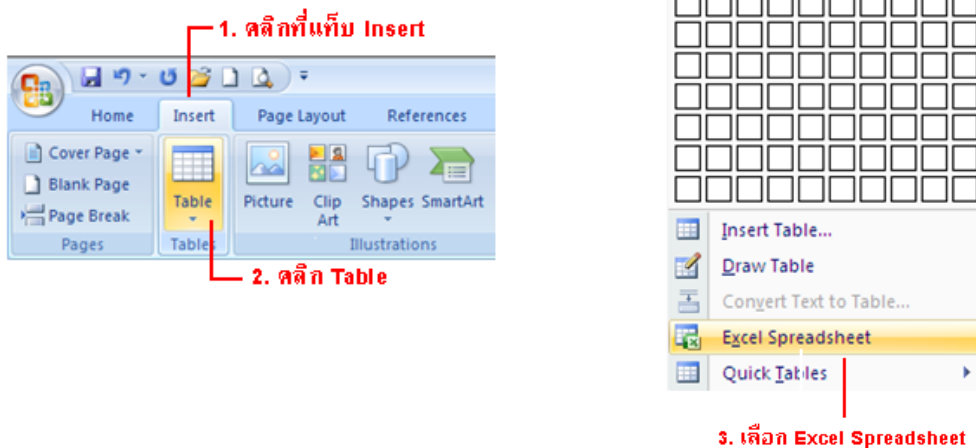 1. คลิกที่แท็บ Insert
Home Insert Page Layout References
Cover Page
Blank Page
Page Break
Table
Picture Clip Art Shapes SmartArt
Pages Tables Illustrations
2. คลิก Table
Insert Table...
Draw Table
Convert Text to Table...
Excel Spreadsheet
Quick Tables
3. เลือก Excel Spreadsheet